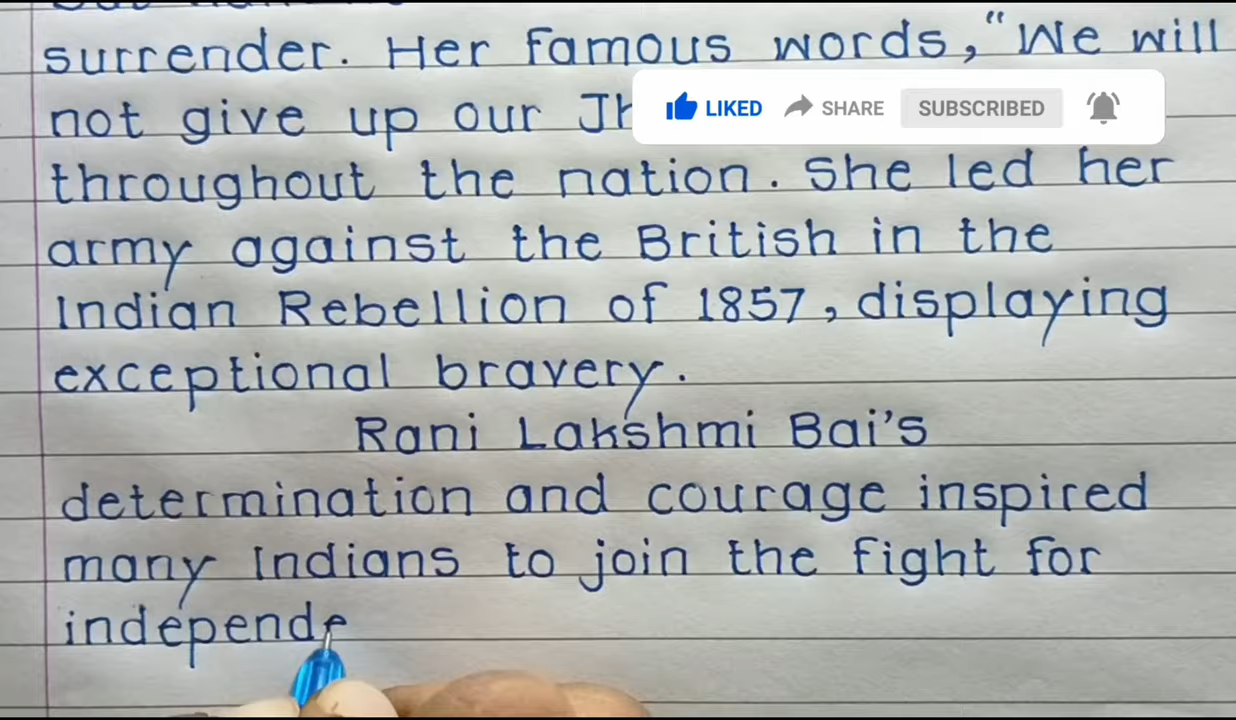 surrender. Her famous words, "We will
not give up our
LIKED SHARE SUBSCRIBED
throughout the nation. She led her
army against the British in the
Indian Rebellion of 1857, displaying
exceptional bravery.
Rani Lakshmi Bai's
determination and courage inspired
many Indians to join the fight for
independe